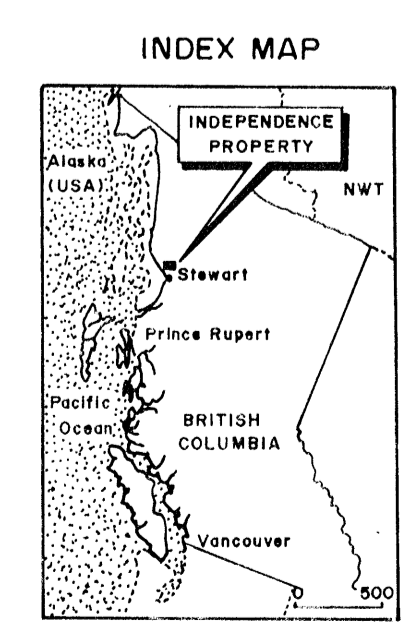 INDEX MAP
INDEPENDENCE
PROPERTY
Alaska
(USA)
NWT
Stewart
Prince Rupert
Pacific
Ocean
BRITISH
COLUMBIA
Vancouver
0 500